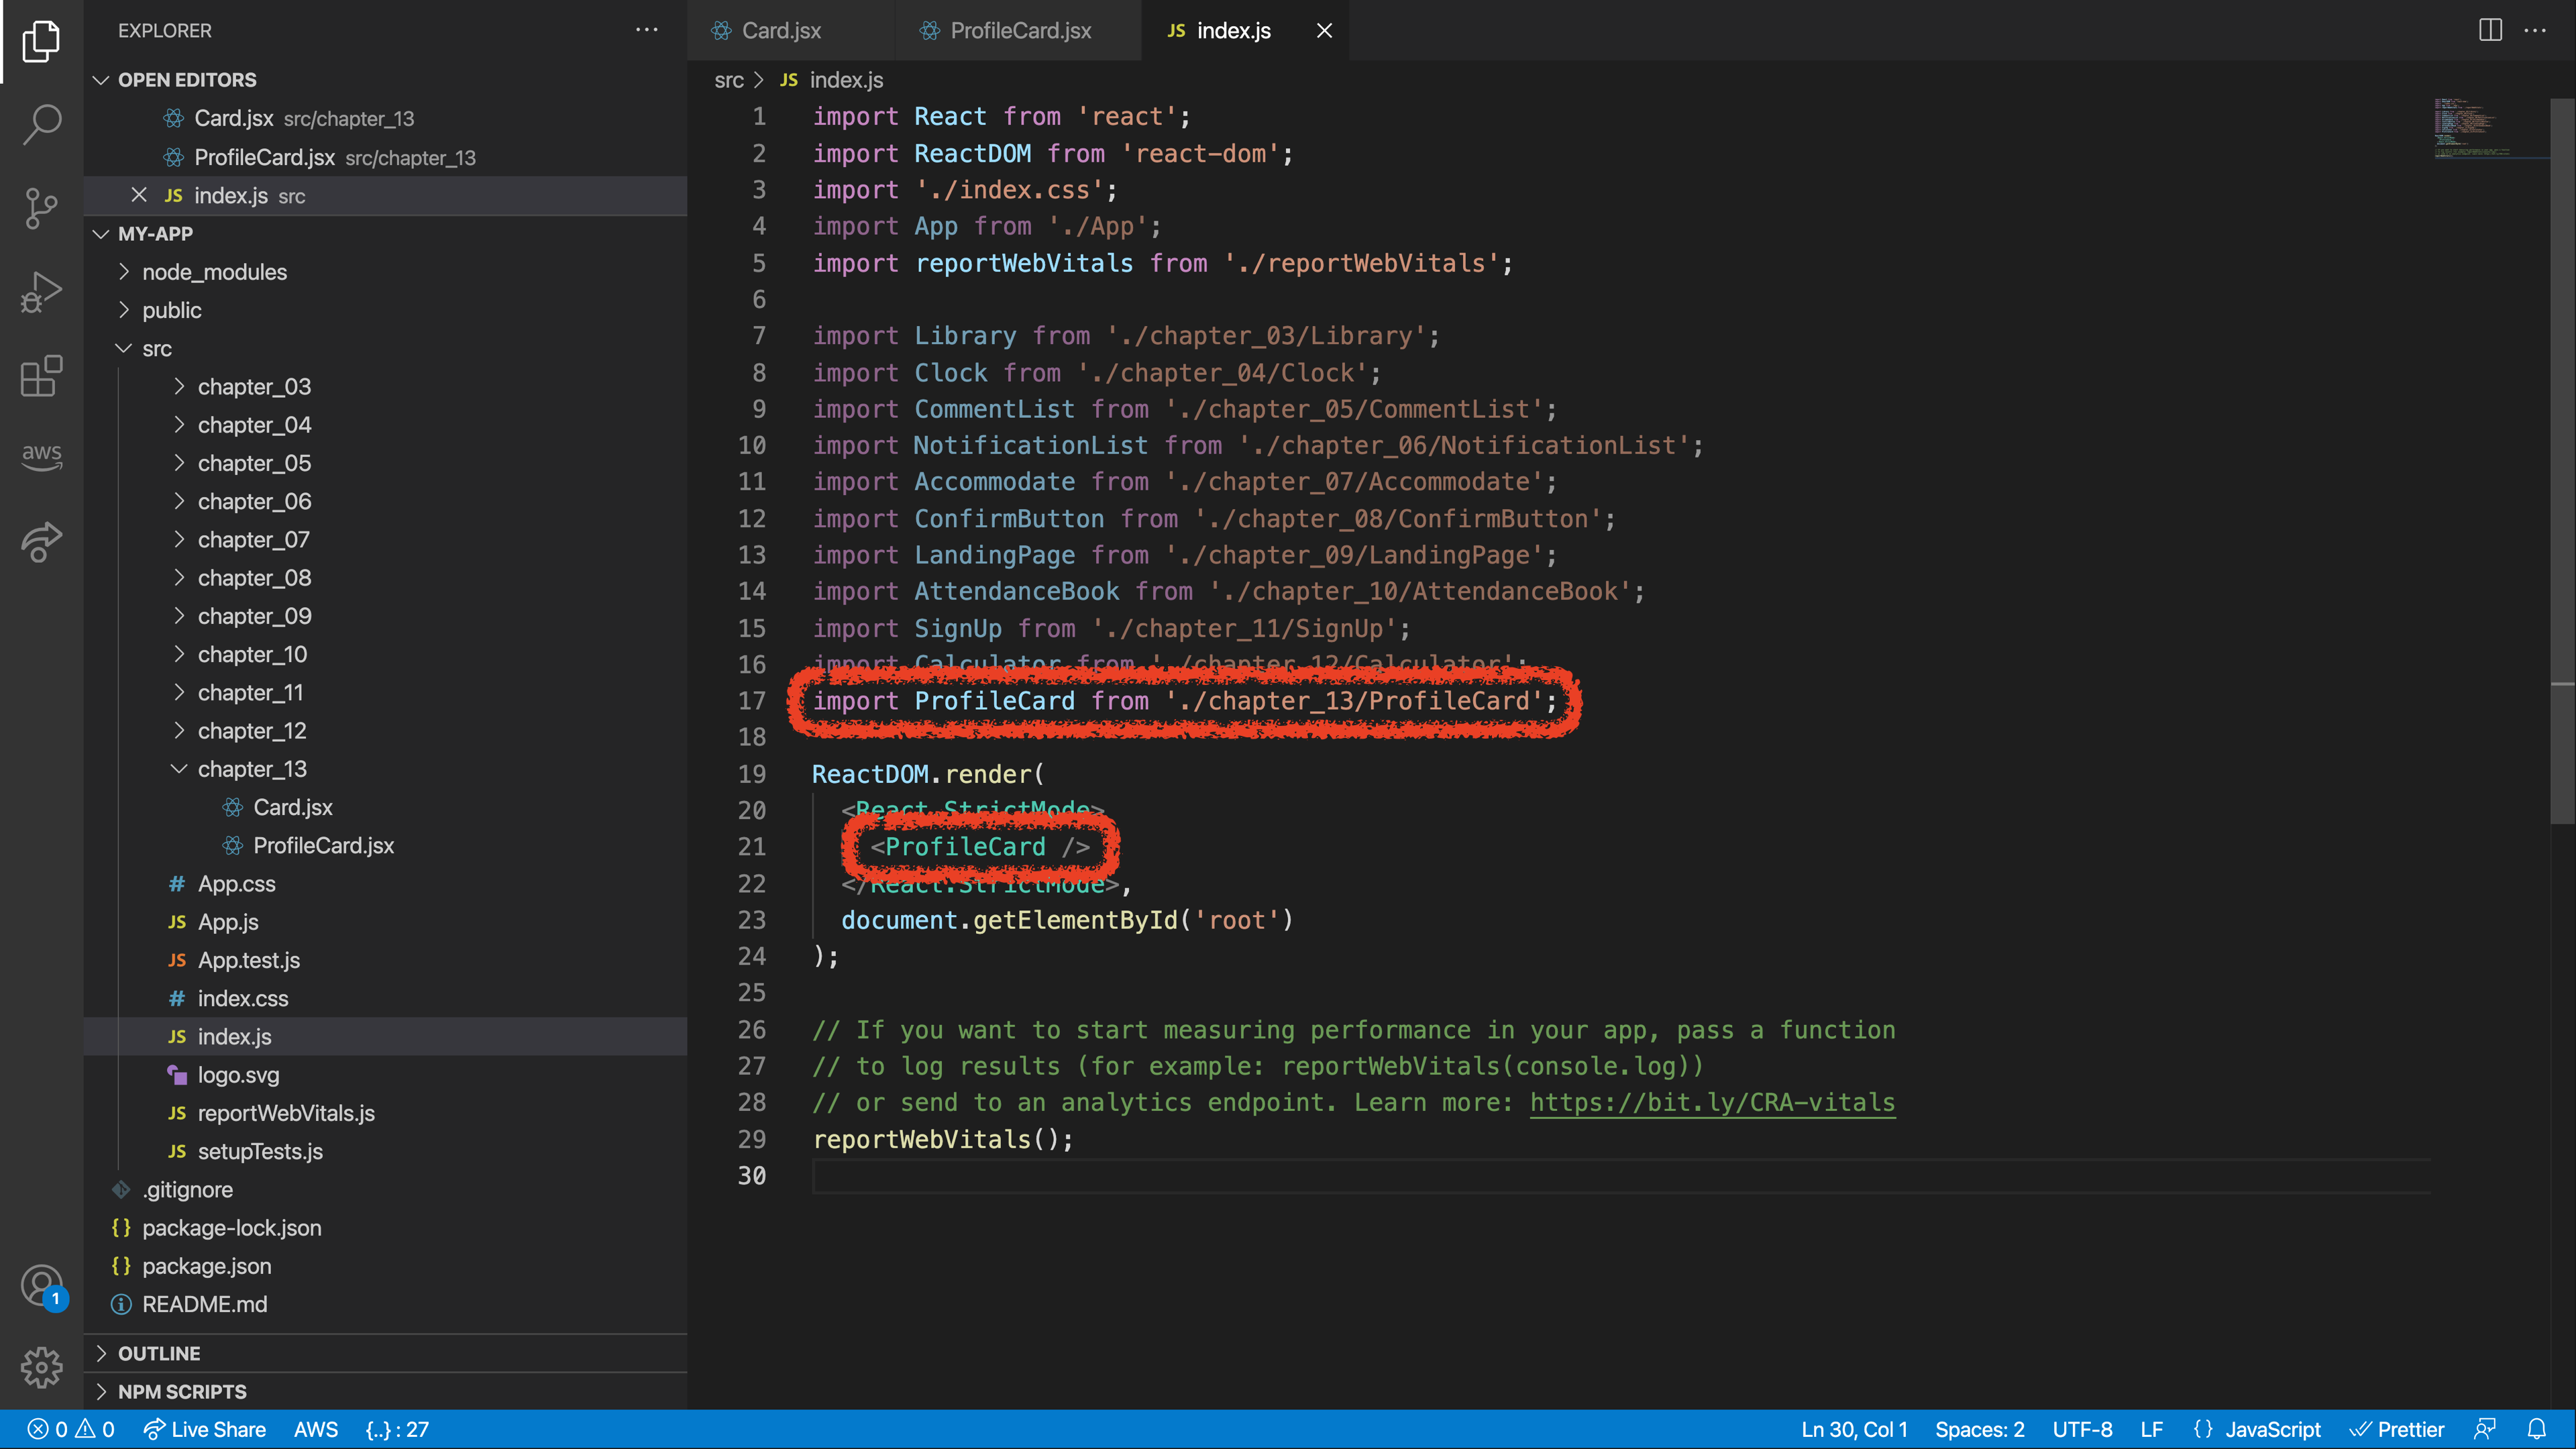 EXPLORER
OPEN EDITORS
Card.jsx src/chapter_13
ProfileCard.jsx src/chapter_13
JS index.js src
MY-APP
node_modules
public
src
chapter_03
chapter_04
chapter_05
chapter_06
chapter_07
chapter_08
chapter_09
chapter_10
chapter_11
chapter_12
chapter_13
Card.jsx
ProfileCard.jsx
# App.css
JS App.js
JS App.test.js
# index.css
JS index.js
logo.svg
JS reportWebVitals.js
JS setupTests.js
.gitignore
{} package-lock.json
{} package.json
README.md
OUTLINE
NPM SCRIPTS
aws
1
Card.jsx
ProfileCard.jsx
JS index.js
src > JS index.js
1 import React from 'react';
2 import ReactDOM from 'react-dom';
3 import './index.css';
4 import App from './App';
5 import reportWebVitals from './reportWebVitals';
6
7 import Library from './chapter_03/Library';
8 import Clock from './chapter_04/Clock';
9 import CommentList from './chapter_05/CommentList';
10 import NotificationList from './chapter_06/NotificationList';
11 import Accommodate from './chapter_07/Accommodate';
12 import ConfirmButton from './chapter_08/ConfirmButton';
13 import LandingPage from './chapter_09/LandingPage';
14 import AttendanceBook from './chapter_10/AttendanceBook';
15 import SignUp from './chapter_11/SignUp';
16 import Calculator from './chapter_12/Calculator';
17 import ProfileCard from './chapter_13/ProfileCard';
18
19 ReactDOM.render(
20 <React.StrictMode>
21 <ProfileCard />
22 </React.StrictMode>,
23 document.getElementById('root')
24 );
25
26 // If you want to start measuring performance in your app, pass a function
27 // to log results (for example: reportWebVitals(console.log))
28 // or send to an analytics endpoint. Learn more: https://bit.ly/CRA-vitals
29 reportWebVitals();
30
0 0 Live Share AWS {..} : 27
Ln 30, Col 1 Spaces: 2 UTF-8 LF {} JavaScript Prettier